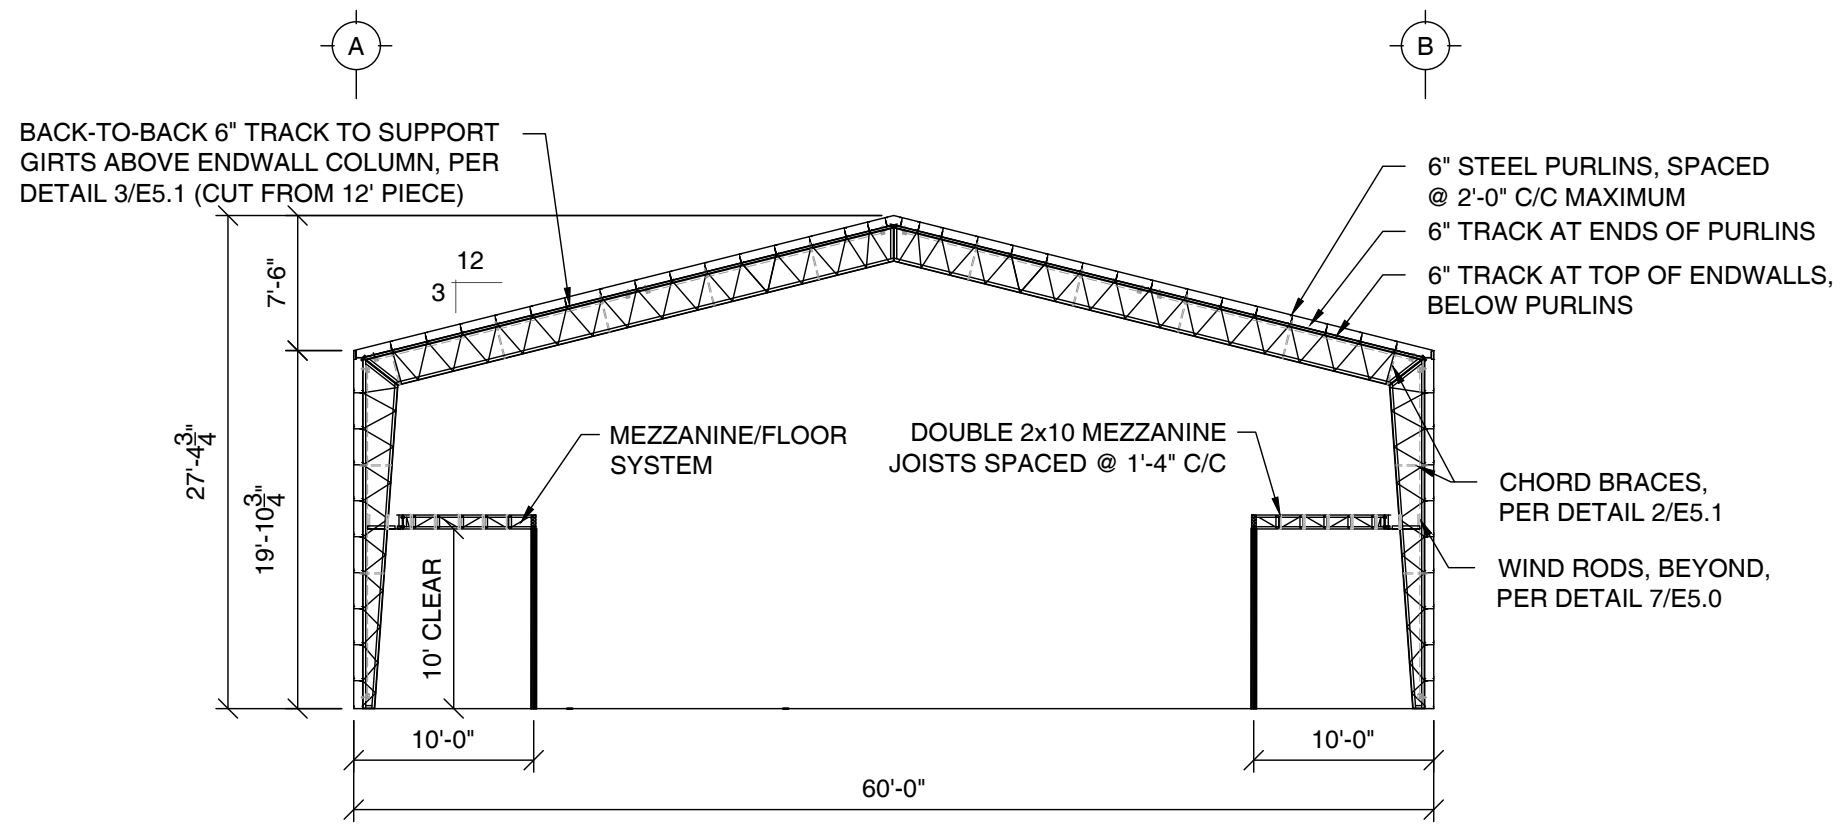 A
B
BACK-TO-BACK 6" TRACK TO SUPPORT
GIRTS ABOVE ENDWALL COLUMN, PER
DETAIL 3/E5.1 (CUT FROM 12' PIECE)
6" STEEL PURLINS, SPACED
@ 2'-0" C/C MAXIMUM
6" TRACK AT ENDS OF PURLINS
6" TRACK AT TOP OF ENDWALLS,
BELOW PURLINS
12
3
7'-6"
27'-4 3/4"
19'-10 3/4"
MEZZANINE/FLOOR
SYSTEM
DOUBLE 2x10 MEZZANINE
JOISTS SPACED @ 1'-4" C/C
CHORD BRACES,
PER DETAIL 2/E5.1
WIND RODS, BEYOND,
PER DETAIL 7/E5.0
10' CLEAR
10'-0"
10'-0"
60'-0"